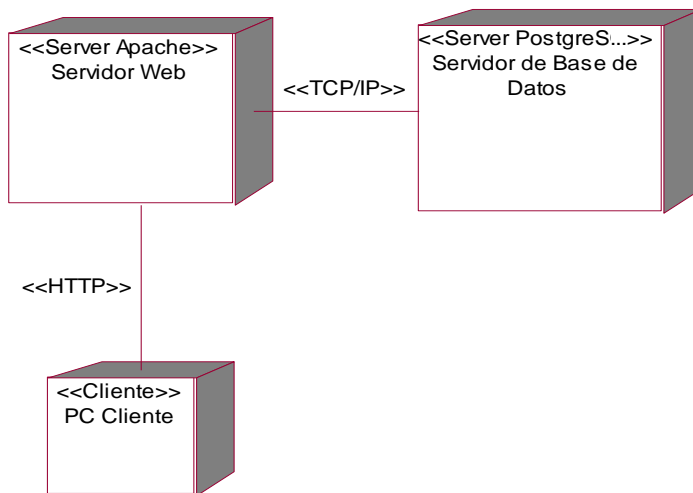 <<Server Apache>>
Servidor Web
<<Server PostgreS...>>
Servidor de Base de
Datos
<<TCP/IP>>
<<HTTP>>
<<Cliente>>
PC Cliente